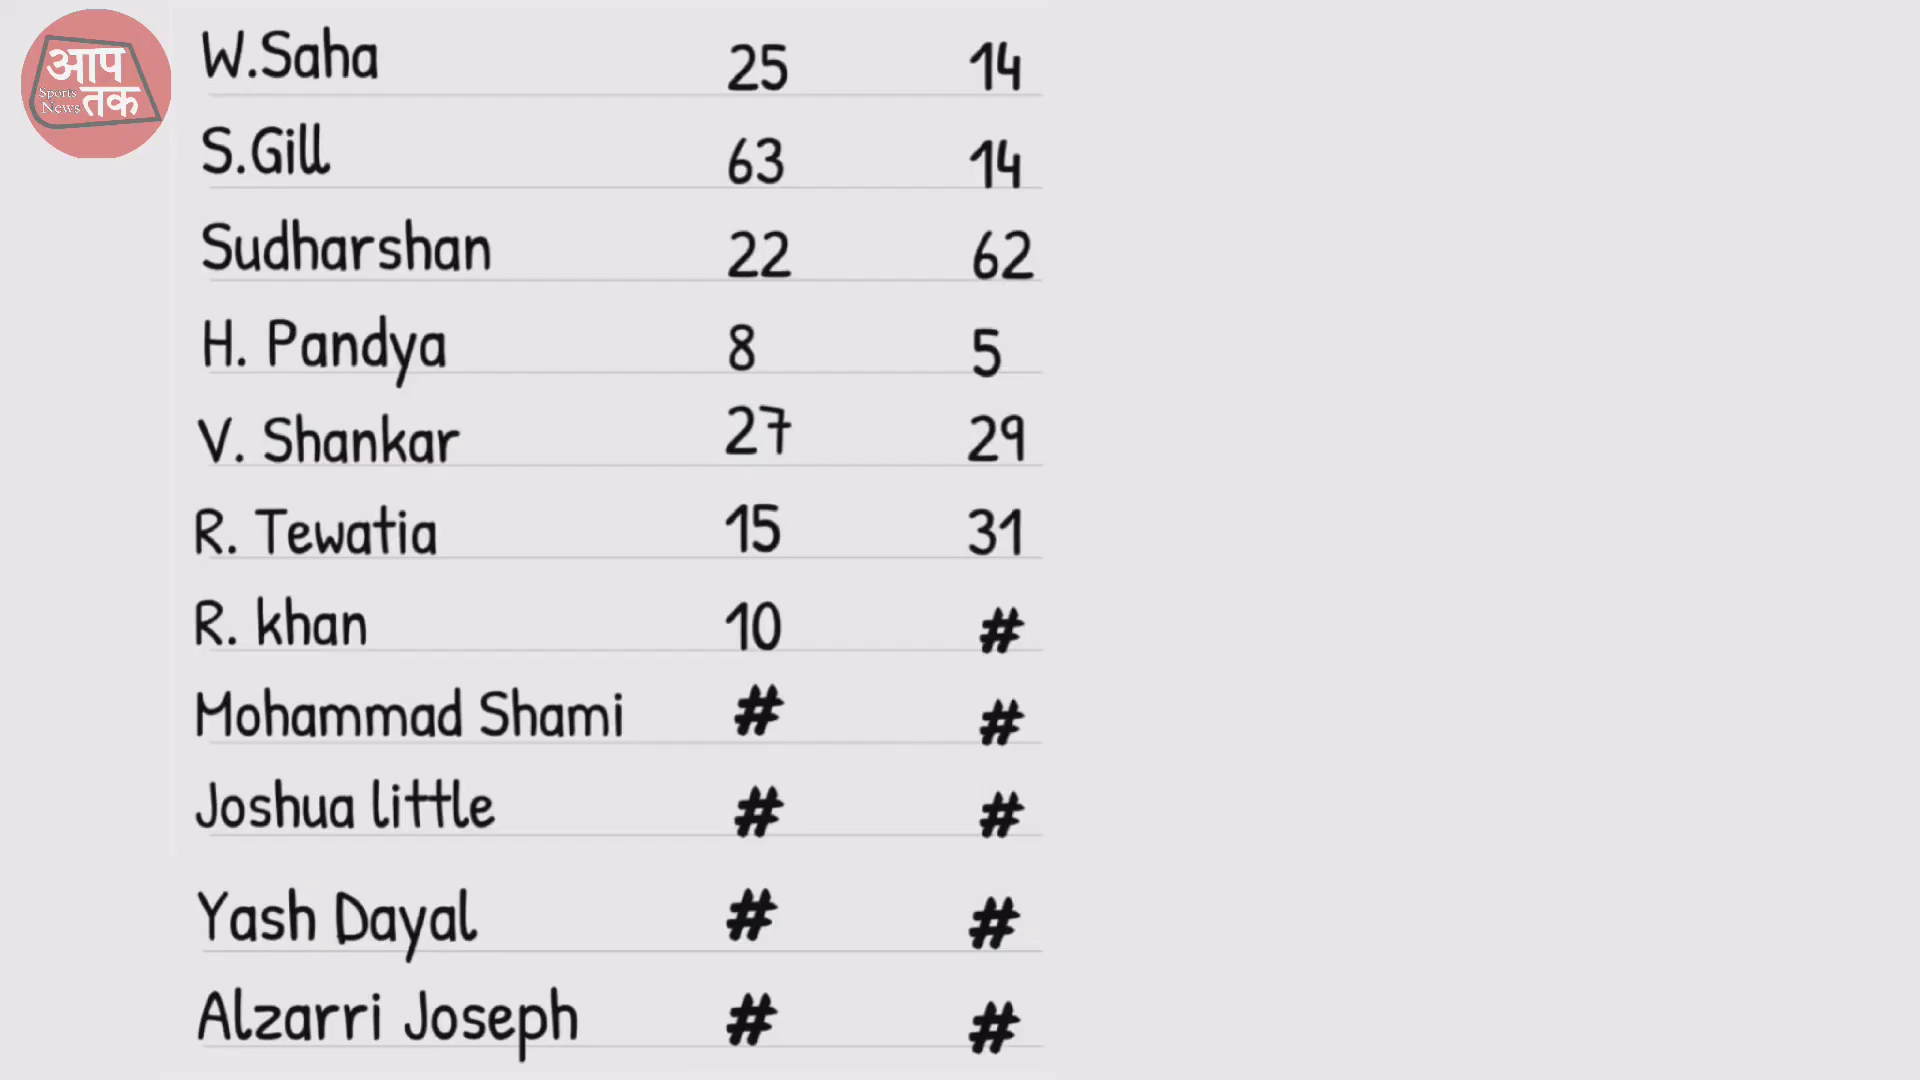 आप
Sports
News तक
W.Saha 25 14
S.Gill 63 14
Sudharshan 22 62
H. Pandya 8 5
V. Shankar 27 29
R. Tewatia 15 31
R. khan 10 #
Mohammad Shami # #
Joshua little # #
Yash Dayal # #
Alzarri Joseph # #